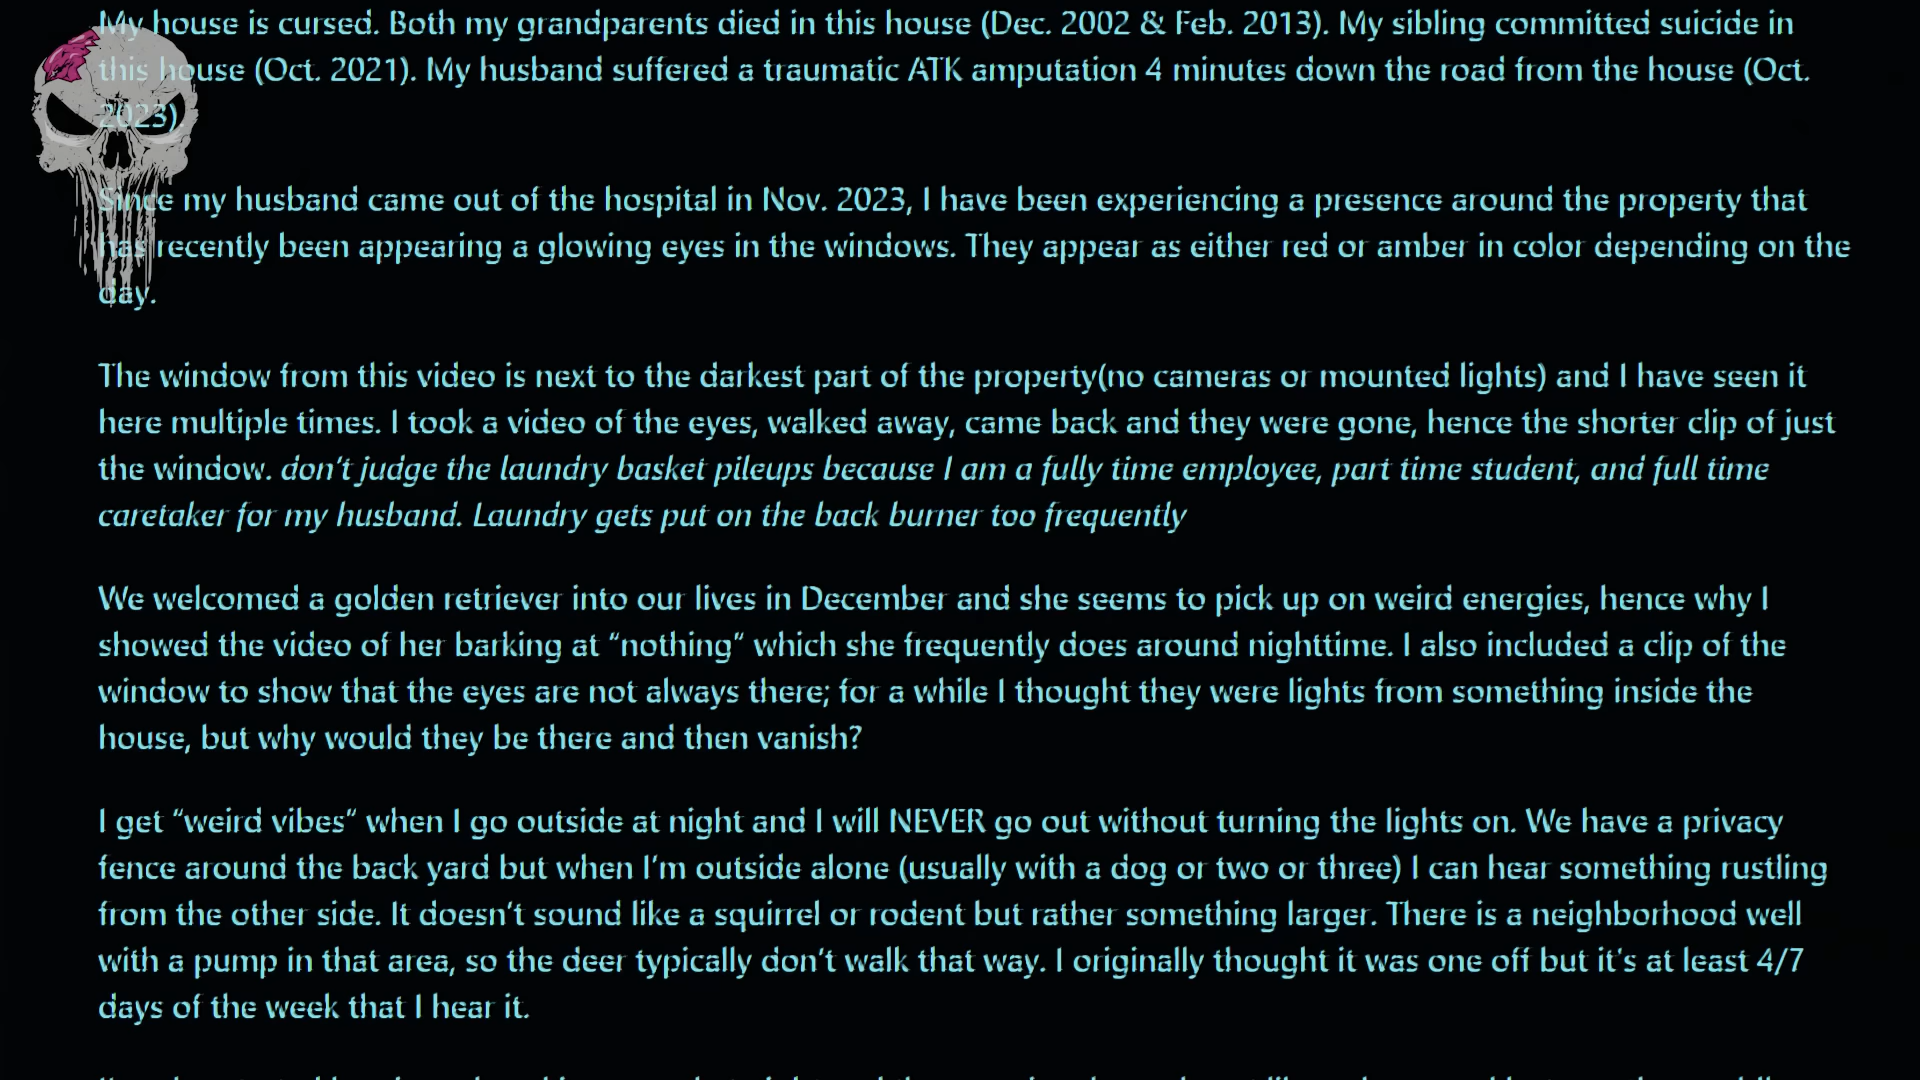 My house is cursed. Both my grandparents died in this house (Dec. 2002 & Feb. 2013). My sibling committed suicide in
this house (Oct. 2021). My husband suffered a traumatic ATK amputation 4 minutes down the road from the house (Oct.
2023).
Since my husband came out of the hospital in Nov. 2023, I have been experiencing a presence around the property that
has recently been appearing a glowing eyes in the windows. They appear as either red or amber in color depending on the
day.
The window from this video is next to the darkest part of the property(no cameras or mounted lights) and I have seen it
here multiple times. I took a video of the eyes, walked away, came back and they were gone, hence the shorter clip of just
the window. don't judge the laundry basket pileups because I am a fully time employee, part time student, and full time
caretaker for my husband. Laundry gets put on the back burner too frequently
We welcomed a golden retriever into our lives in December and she seems to pick up on weird energies, hence why I
showed the video of her barking at “nothing“ which she frequently does around nighttime. I also included a clip of the
window to show that the eyes are not always there; for a while I thought they were lights from something inside the
house, but why would they be there and then vanish?
I get “weird vibes“ when I go outside at night and I will NEVER go out without turning the lights on. We have a privacy
fence around the back yard but when I'm outside alone (usually with a dog or two or three) I can hear something rustling
from the other side. It doesn't sound like a squirrel or rodent but rather something larger. There is a neighborhood well
with a pump in that area, so the deer typically don't walk that way. I originally thought it was one off but it's at least 4/7
days of the week that I hear it.